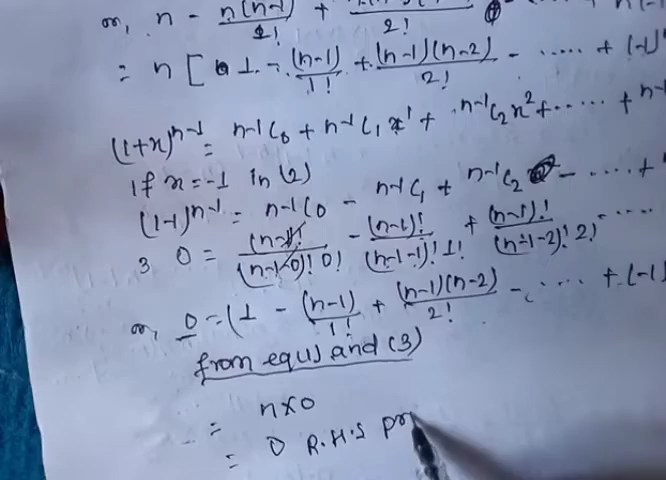 or, n - n(n-1)/1! + 2!
= n [ 1 - (n-1)/1! + (n-1)(n-2)/2! - ..... + (-1)
(1+x)^n-1 = n-1C0 + n-1C1 x^1 + n-1C2 x^2 + ..... + n-1
if x = -1 in (2)
(1-1)^n-1 = n-1C0 - n-1C1 + n-1C2 - ..... +
3 0 = (n-1)!/(n-1-0)! 0! - (n-1)!/(n-1-1)! 1! + (n-1)!/(n-1-2)! 2! - .....
or, 0 = (1 - (n-1)/1! + (n-1)(n-2)/2! - ..... + (-1)
from equs and (3)
= n×0
= 0 R.H.S